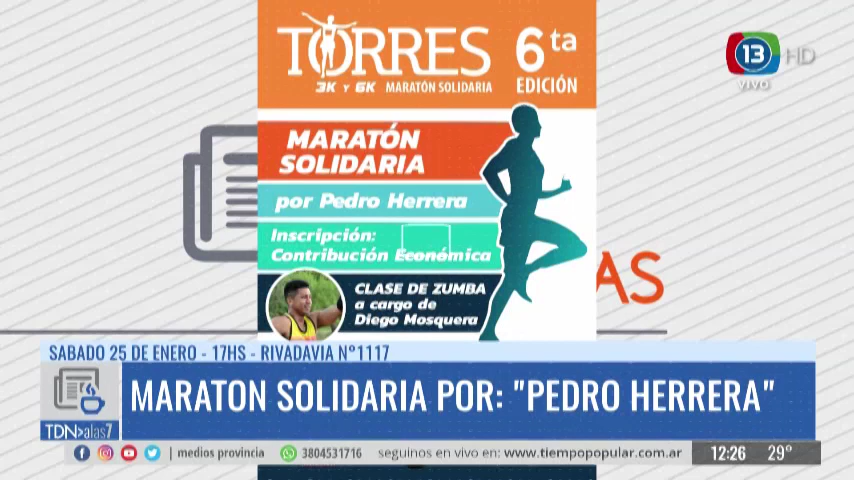 TORRES
3K Y 6K MARATÓN SOLIDARIA
6ta
EDICIÓN
13 HD
VIVO
MARATÓN
SOLIDARIA
por Pedro Herrera
Inscripción:
Contribución Económica
CLASE DE ZUMBA
a cargo de
Diego Mosquera
AS
SABADO 25 DE ENERO - 17HS - RIVADAVIA N°1117
MARATON SOLIDARIA POR: "PEDRO HERRERA"
TDN>alas7
| medios provincia 3804531716 seguinos en vivo en: www.tiempopopular.com.ar 12:26 29°